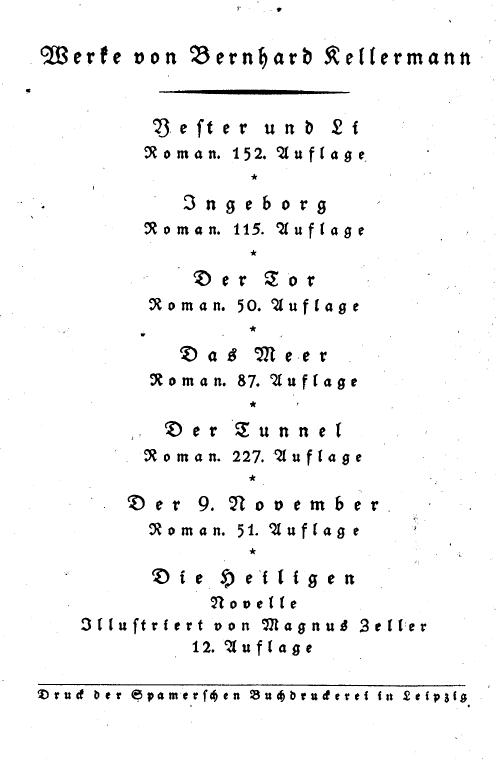 Werke von Bernhard Kellermann
Yester und Li
Roman. 152. Auflage
*
Ingeborg
Roman. 115. Auflage
*
Der Tor
Roman. 50. Auflage
*
Das Meer
Roman. 87. Auflage
*
Der Tunnel
Roman. 227. Auflage
*
Der 9. November
Roman. 51. Auflage
*
Die Heiligen
Novelle
Illustriert von Magnus Zeller
12. Auflage
Druck der Spamerschen Buchdruckerei in Leipzig